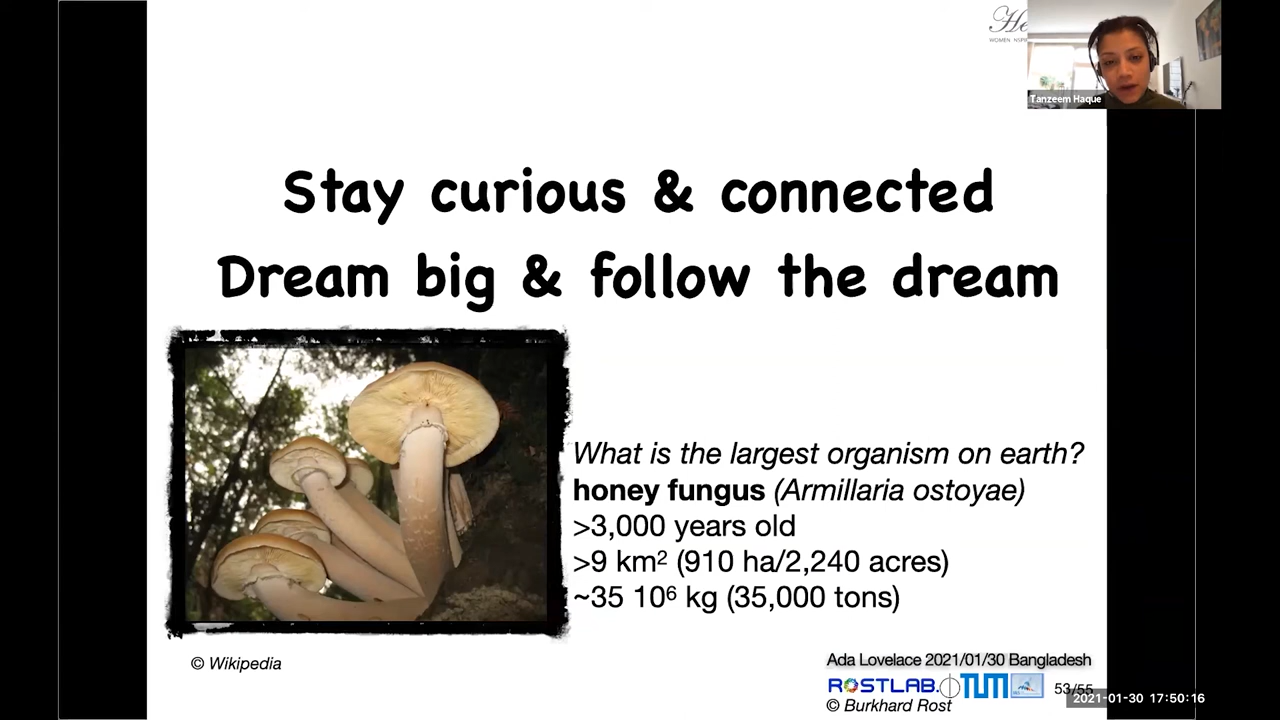 Tanzeem Haque
Stay curious & connected
Dream big & follow the dream
What is the largest organism on earth?
honey fungus (Armillaria ostoyae)
>3,000 years old
>9 km² (910 ha/2,240 acres)
~35 10⁶ kg (35,000 tons)
© Wikipedia
Ada Lovelace 2021/01/30 Bangladesh
ROSTLAB. TUM 53/55
© Burkhard Rost
2021-01-30 17:50:16